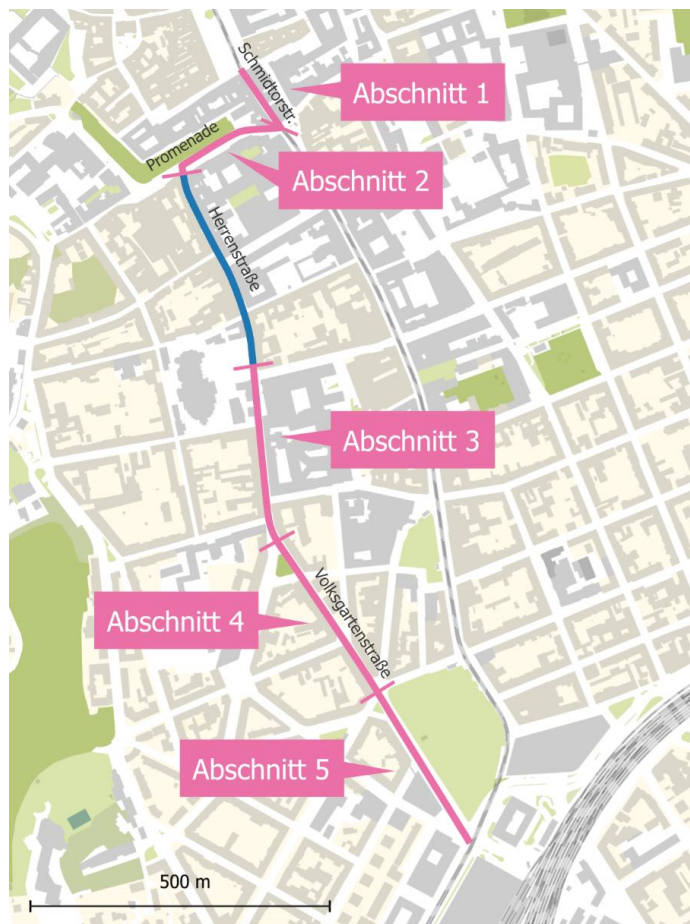 Schmidtorstr.
Abschnitt 1
Promenade
Abschnitt 2
Herrenstraße
Abschnitt 3
Volksgartenstraße
Abschnitt 4
Abschnitt 5
500 m